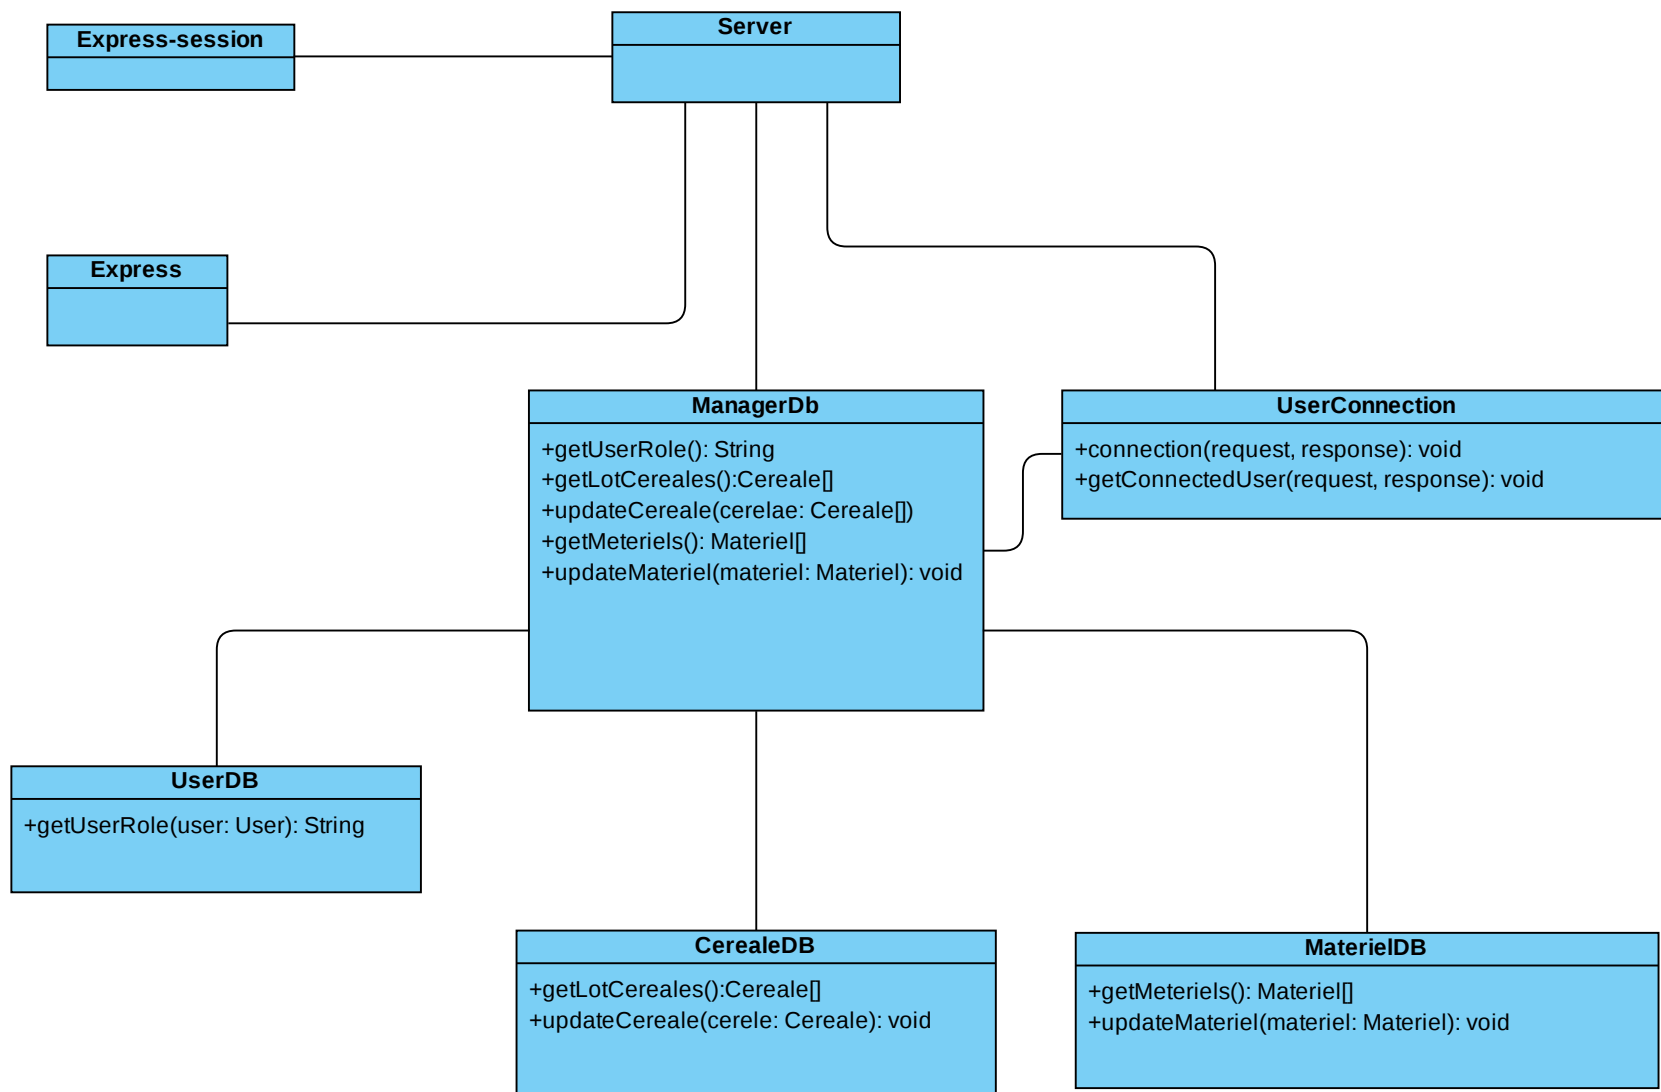 Express-session
Server
Express
ManagerDb
+getUserRole(): String
+getLotCereales():Cereale[]
+updateCereale(cerelae: Cereale[])
+getMeteriels(): Materiel[]
+updateMateriel(materiel: Materiel): void
UserConnection
+connection(request, response): void
+getConnectedUser(request, response): void
UserDB
+getUserRole(user: User): String
CerealeDB
+getLotCereales():Cereale[]
+updateCereale(cerele: Cereale): void
MaterielDB
+getMeteriels(): Materiel[]
+updateMateriel(materiel: Materiel): void